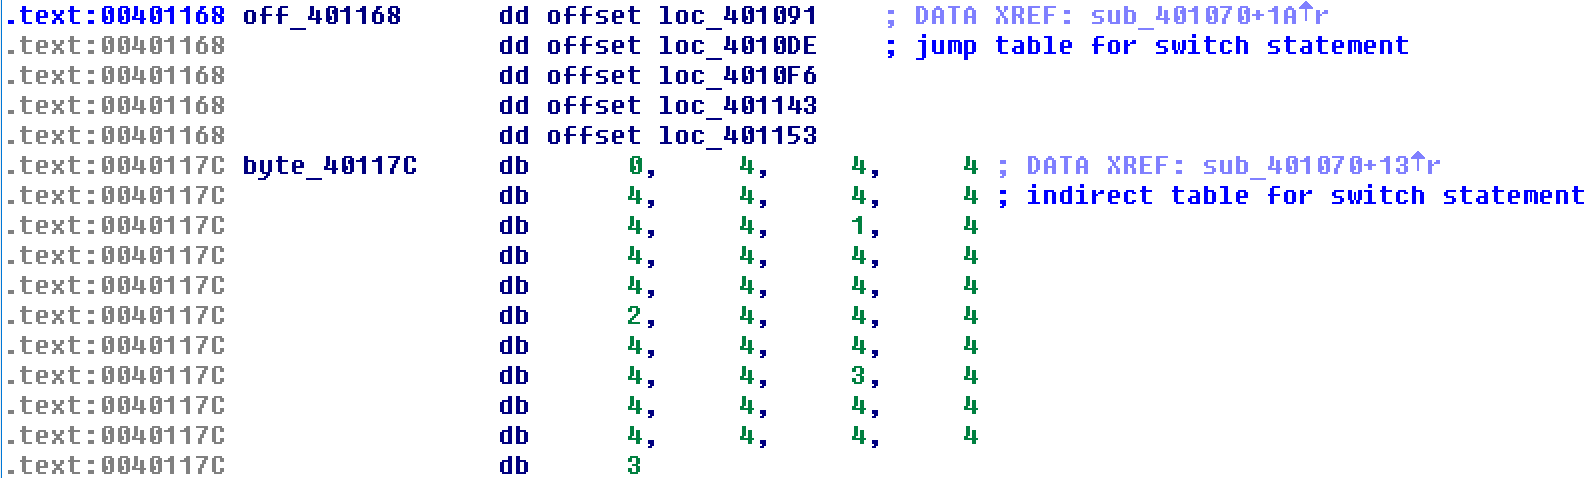 .text:00401168 off_401168 dd offset loc_401091 ; DATA XREF: sub_401070+1A↑r
.text:00401168 dd offset loc_4010DE ; jump table for switch statement
.text:00401168 dd offset loc_4010F6
.text:00401168 dd offset loc_401143
.text:00401168 dd offset loc_401153
.text:0040117C byte_40117C db 0, 4, 4, 4 ; DATA XREF: sub_401070+13↑r
.text:0040117C db 4, 4, 4, 4 ; indirect table for switch statement
.text:0040117C db 4, 4, 1, 4
.text:0040117C db 4, 4, 4, 4
.text:0040117C db 4, 4, 4, 4
.text:0040117C db 2, 4, 4, 4
.text:0040117C db 4, 4, 4, 4
.text:0040117C db 4, 4, 3, 4
.text:0040117C db 4, 4, 4, 4
.text:0040117C db 4, 4, 4, 4
.text:0040117C db 3